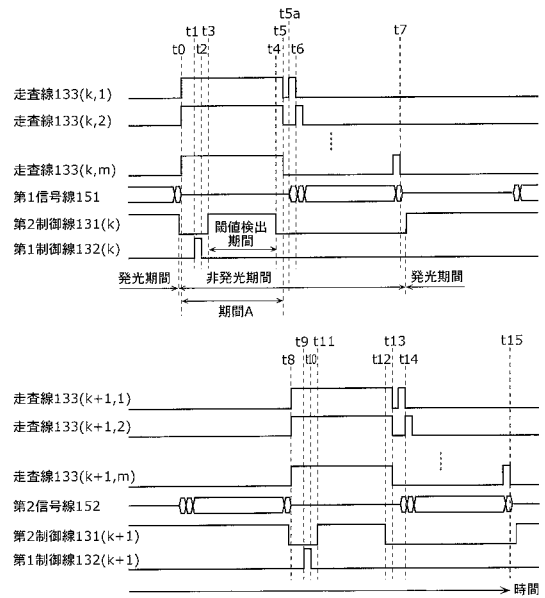 t5a
t1 t3 t5
t0 t2 t4 t6 t7
走査線133(k,1)
走査線133(k,2)
走査線133(k,m)
第1信号線151
第2制御線131(k)
閾値検出
期間
第1制御線132(k)
発光期間 非発光期間 発光期間
期間A
t9 t11 t13 t15
t8 t10 t12 t14
走査線133(k+1,1)
走査線133(k+1,2)
走査線133(k+1,m)
第2信号線152
第2制御線131(k+1)
第1制御線132(k+1)
時間